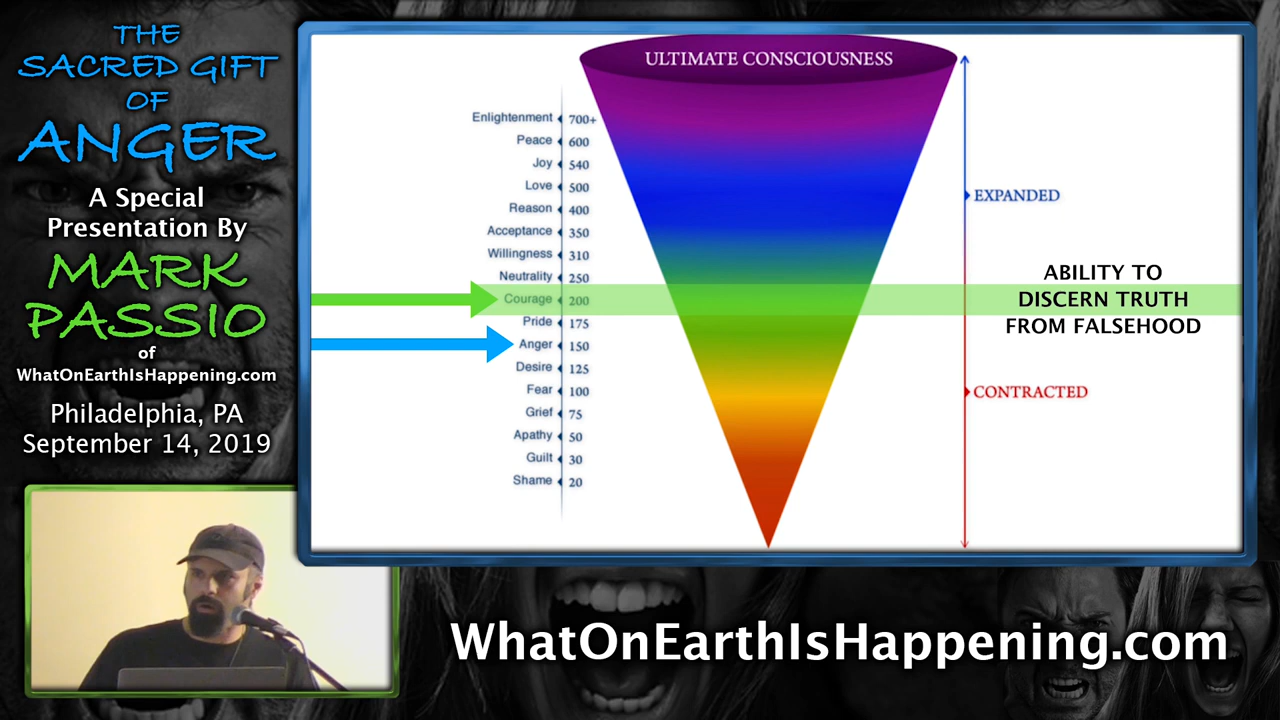 THE
SACRED GIFT
OF
ANGER
A Special
Presentation By
MARK
PASSIO
of
WhatOnEarthIsHappening.com
Philadelphia, PA
September 14, 2019
ULTIMATE CONSCIOUSNESS
Enlightenment 700+
Peace 600
Joy 540
Love 500
Reason 400
Acceptance 350
Willingness 310
Neutrality 250
Courage 200
Pride 175
Anger 150
Desire 125
Fear 100
Grief 75
Apathy 50
Guilt 30
Shame 20
EXPANDED
ABILITY TO
DISCERN TRUTH
FROM FALSEHOOD
CONTRACTED
WhatOnEarthIsHappening.com